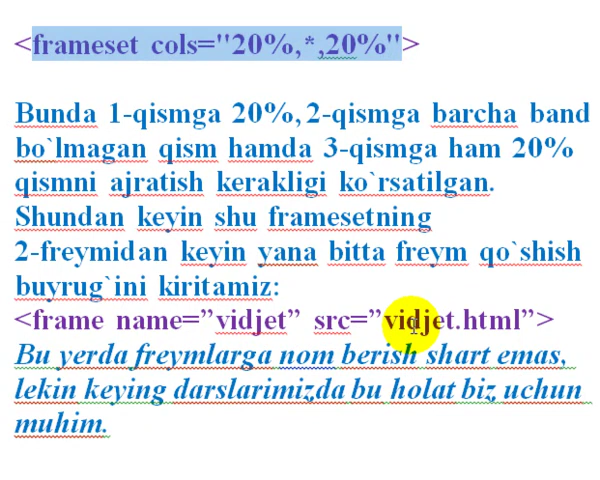 <frameset cols="20%,*,20%">
Bunda 1-qismga 20%, 2-qismga barcha band
bo`lmagan qism hamda 3-qismga ham 20%
qismni ajratish kerakligi ko`rsatilgan.
Shundan keyin shu framesetning
2-freymidan keyin yana bitta freym qo`shish
buyrug`ini kiritamiz:
<frame name=”vidjet” src=”vidjet.html”>
Bu yerda freymlarga nom berish shart emas,
lekin keying darslarimizda bu holat biz uchun
muhim.